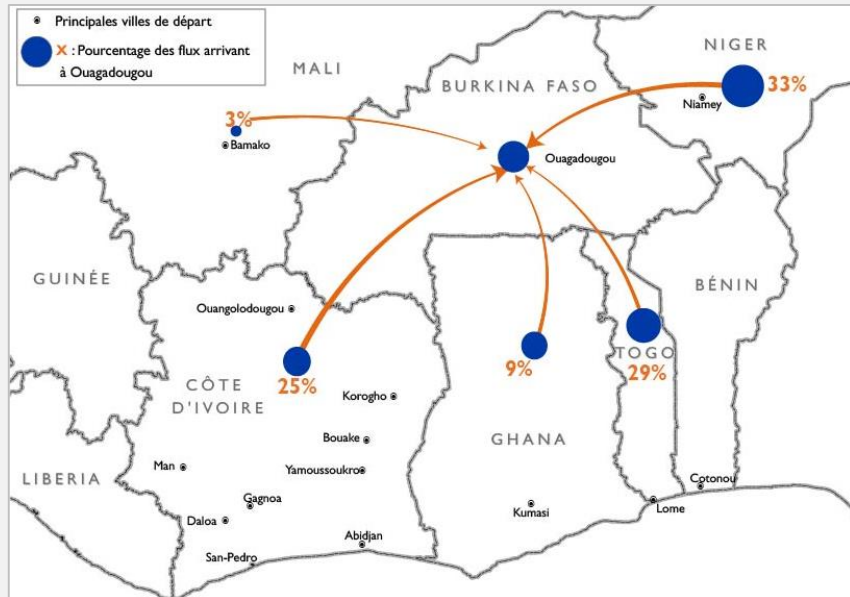 Principales villes de départ
X : Pourcentage des flux arrivant
à Ouagadougou
MALI
NIGER
BURKINA FASO
33%
Niamey
3%
Bamako
Ouagadougou
GUINÉE
BÉNIN
Ouangolodougou
TOGO
9%
29%
25%
CÔTE
D'IVOIRE
Korogho
GHANA
Bouake
LIBERIA
Man
Yamoussoukro
Cotonou
Gagnoa
Kumasi
Lome
Daloa
Abidjan
San-Pedro